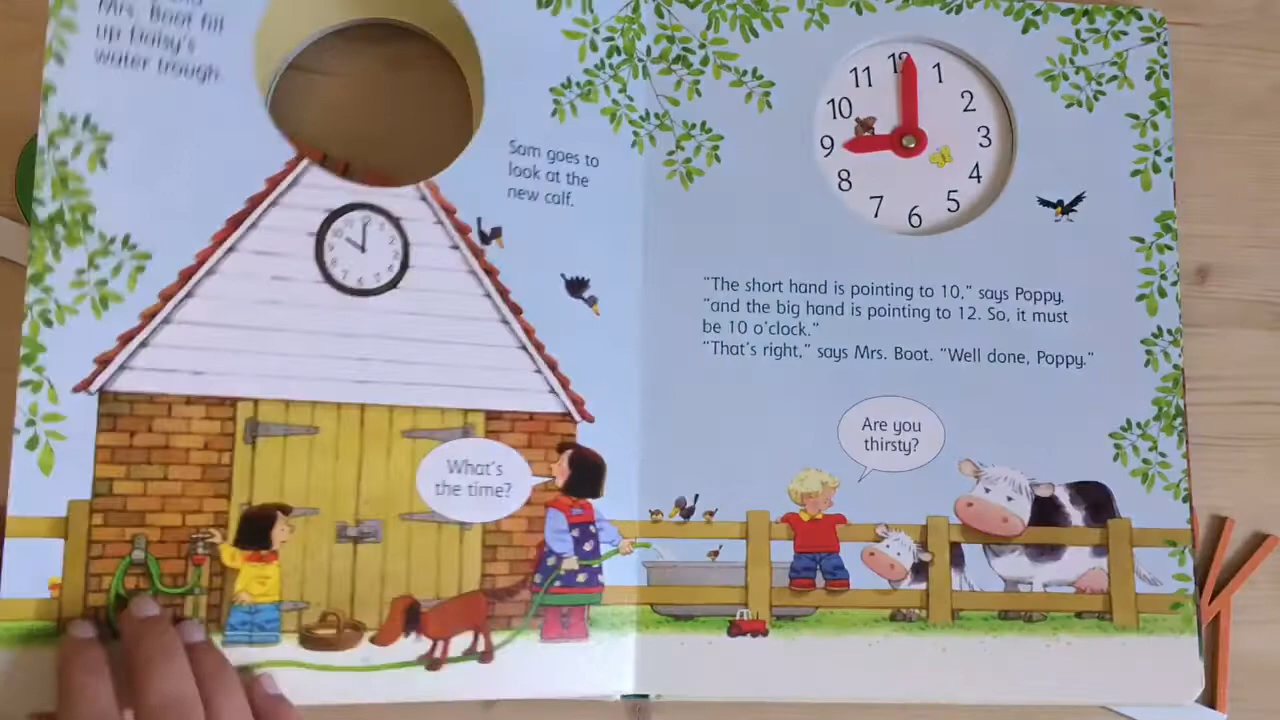 Mrs. Boot fill
up Daisy's
water trough.
Sam goes to
look at the
new calf.
What's
the time?
12
1
2
3
4
5
6
7
8
9
10
11
"The short hand is pointing to 10," says Poppy,
"and the big hand is pointing to 12. So, it must
be 10 o'clock."
"That's right," says Mrs. Boot. "Well done, Poppy."
Are you
thirsty?